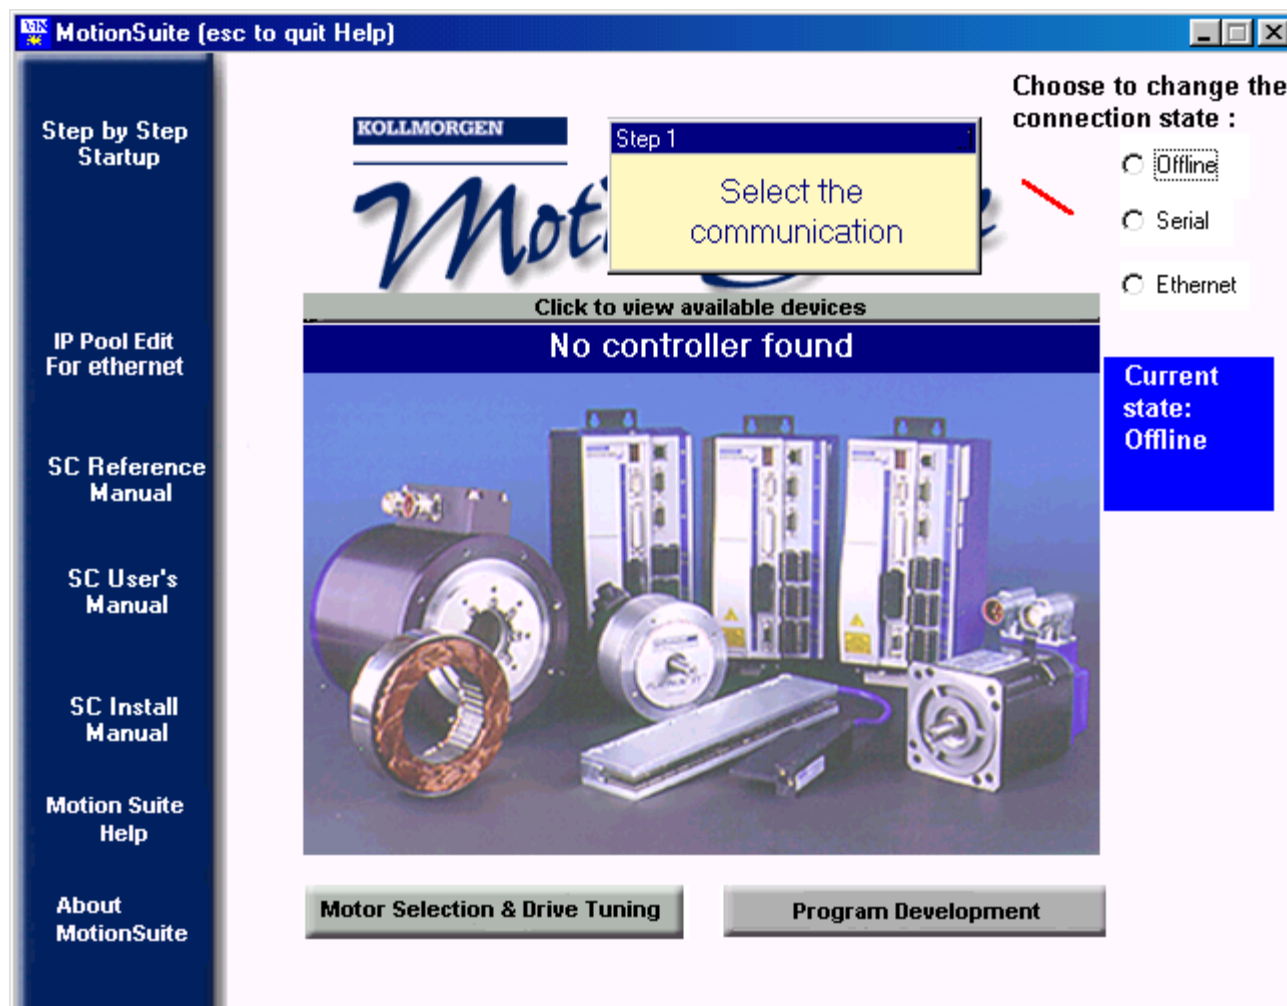 MotionSuite (esc to quit Help)
Step by Step
Startup
IP Pool Edit
For ethernet
SC Reference
Manual
SC User's
Manual
SC Install
Manual
Motion Suite
Help
About
MotionSuite
KOLLMORGEN
Step 1
Select the
communication
Click to view available devices
No controller found
Motor Selection & Drive Tuning
Program Development
Choose to change the
connection state :
Offline
Serial
Ethernet
Current
state:
Offline